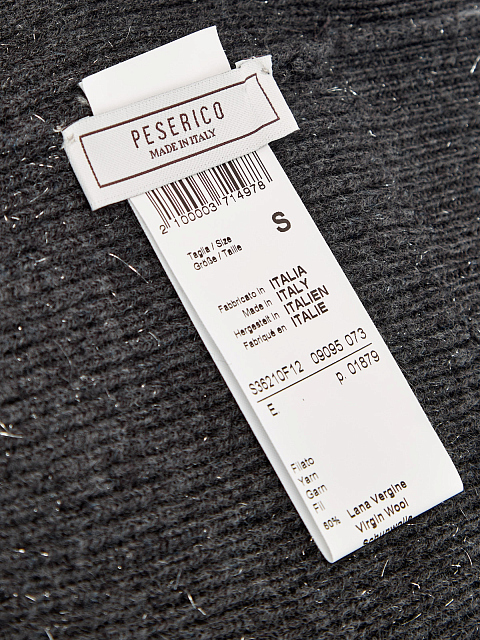 PESERICO
MADE IN ITALY
2 100003 714978
S
Taglia / Size
Größe / Taille
Fabbricato in ITALIA
Made in ITALY
Hergestellt in ITALIEN
Fabriqué en ITALIE
S36210F12 09095 073
E p. 01879
Filato
Yarn
Garn
Fil
Lana Vergine
Virgin Wool